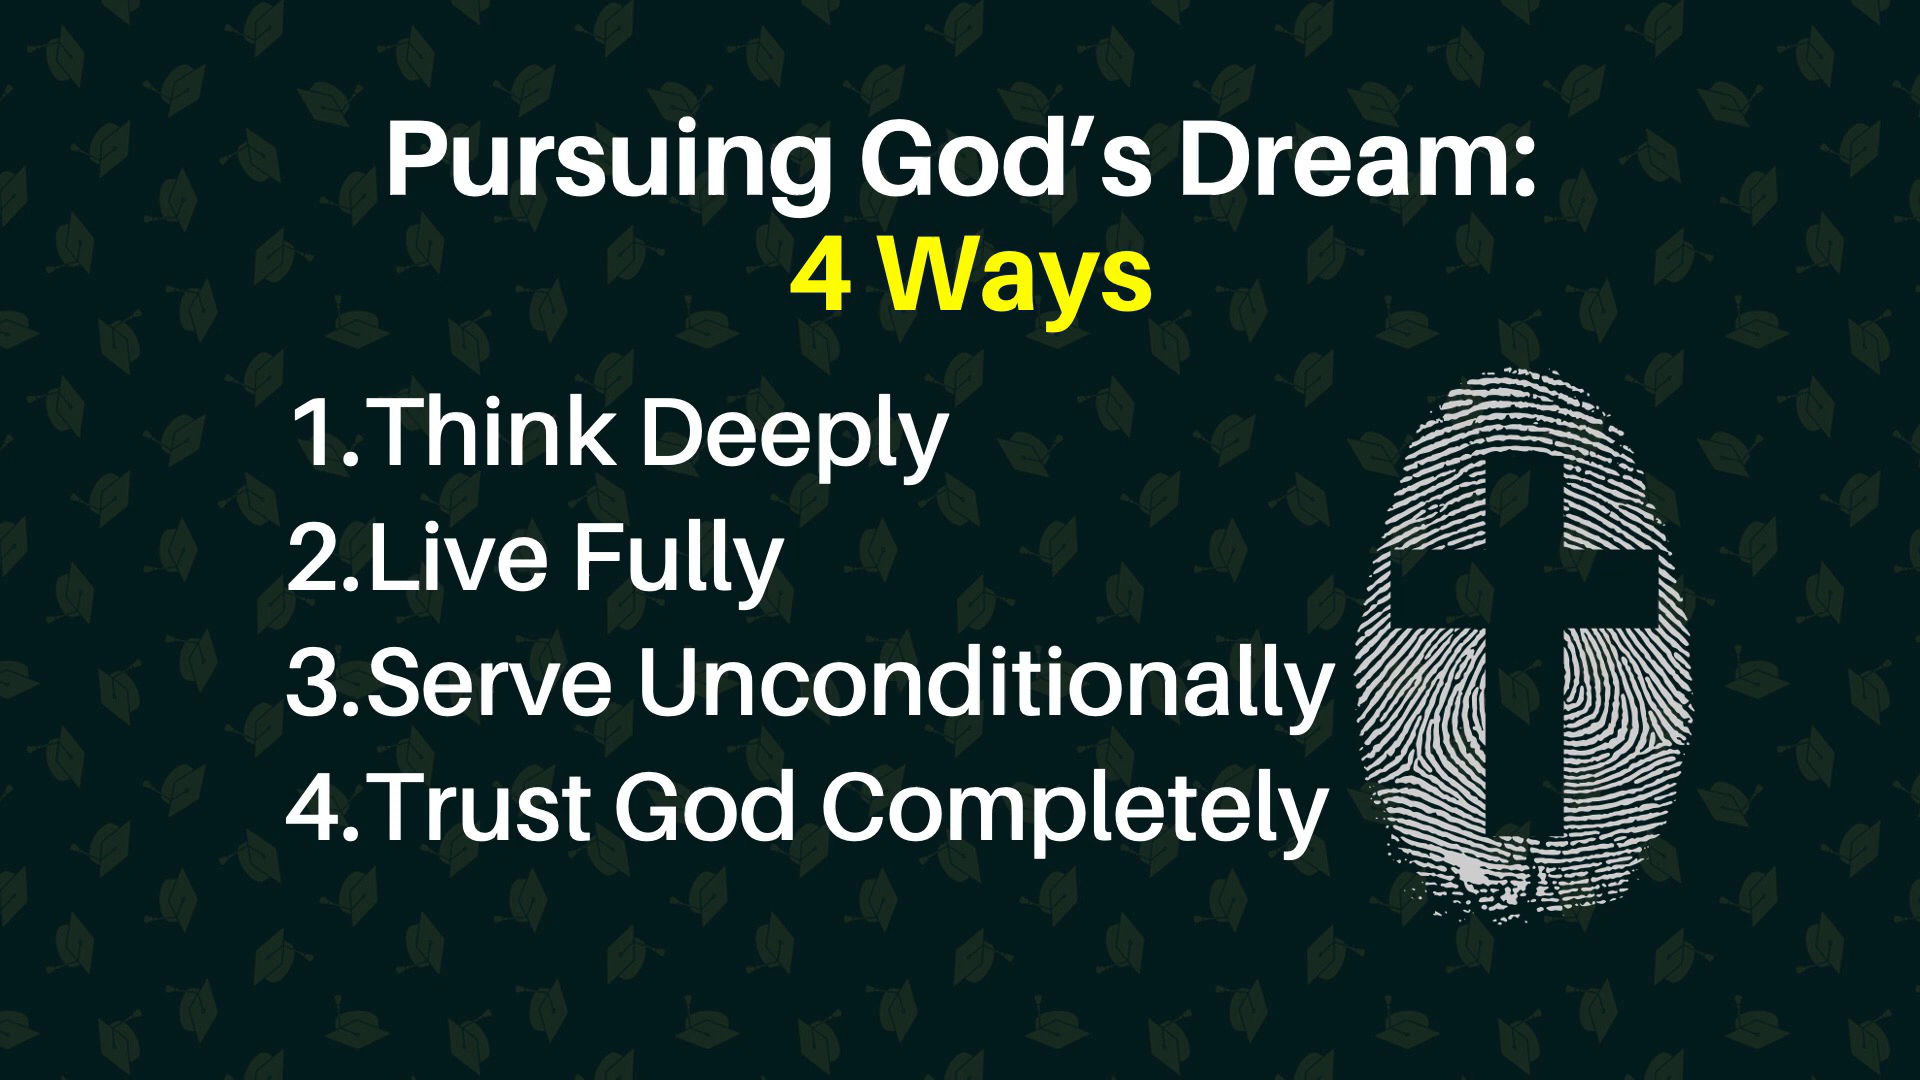 Pursuing God’s Dream:
4 Ways
1.Think Deeply
2.Live Fully
3.Serve Unconditionally
4.Trust God Completely